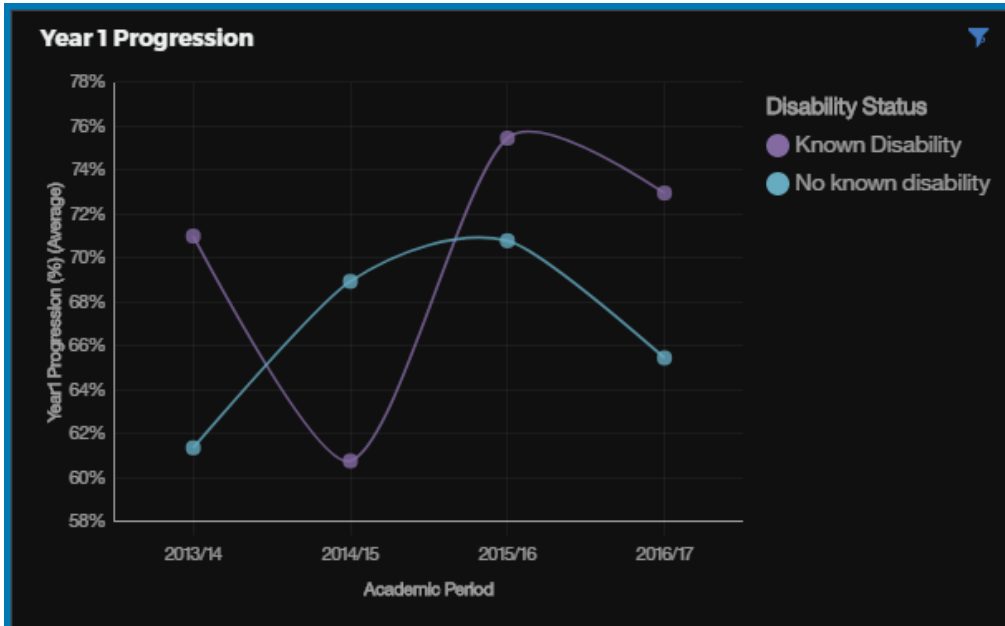 Year 1 Progression
78%
76%
74%
72%
70%
68%
66%
64%
62%
60%
58%
Year1 Progression (%) (Average)
2013/14
2014/15
2015/16
2016/17
Academic Period
Disability Status
Known Disability
No known disability